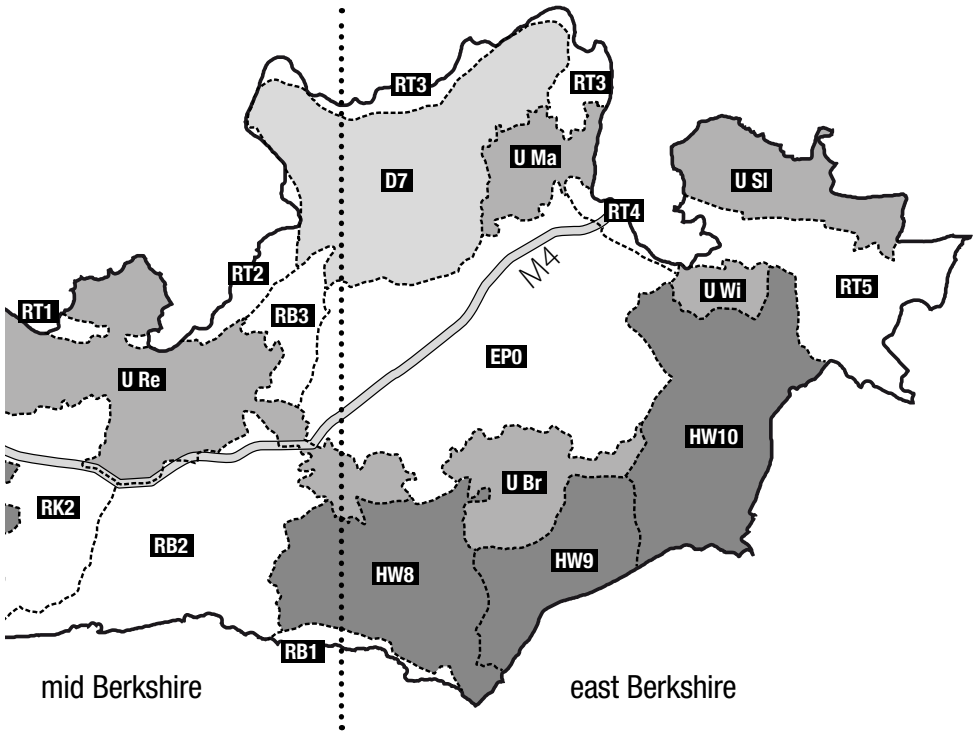 RT3
RT3
U Ma
D7
U Sl
RT4
RT2
RT5
U Wi
RT1
RB3
M4
EP0
U Re
HW10
U Br
RK2
RB2
HW9
HW8
RB1
mid Berkshire
east Berkshire